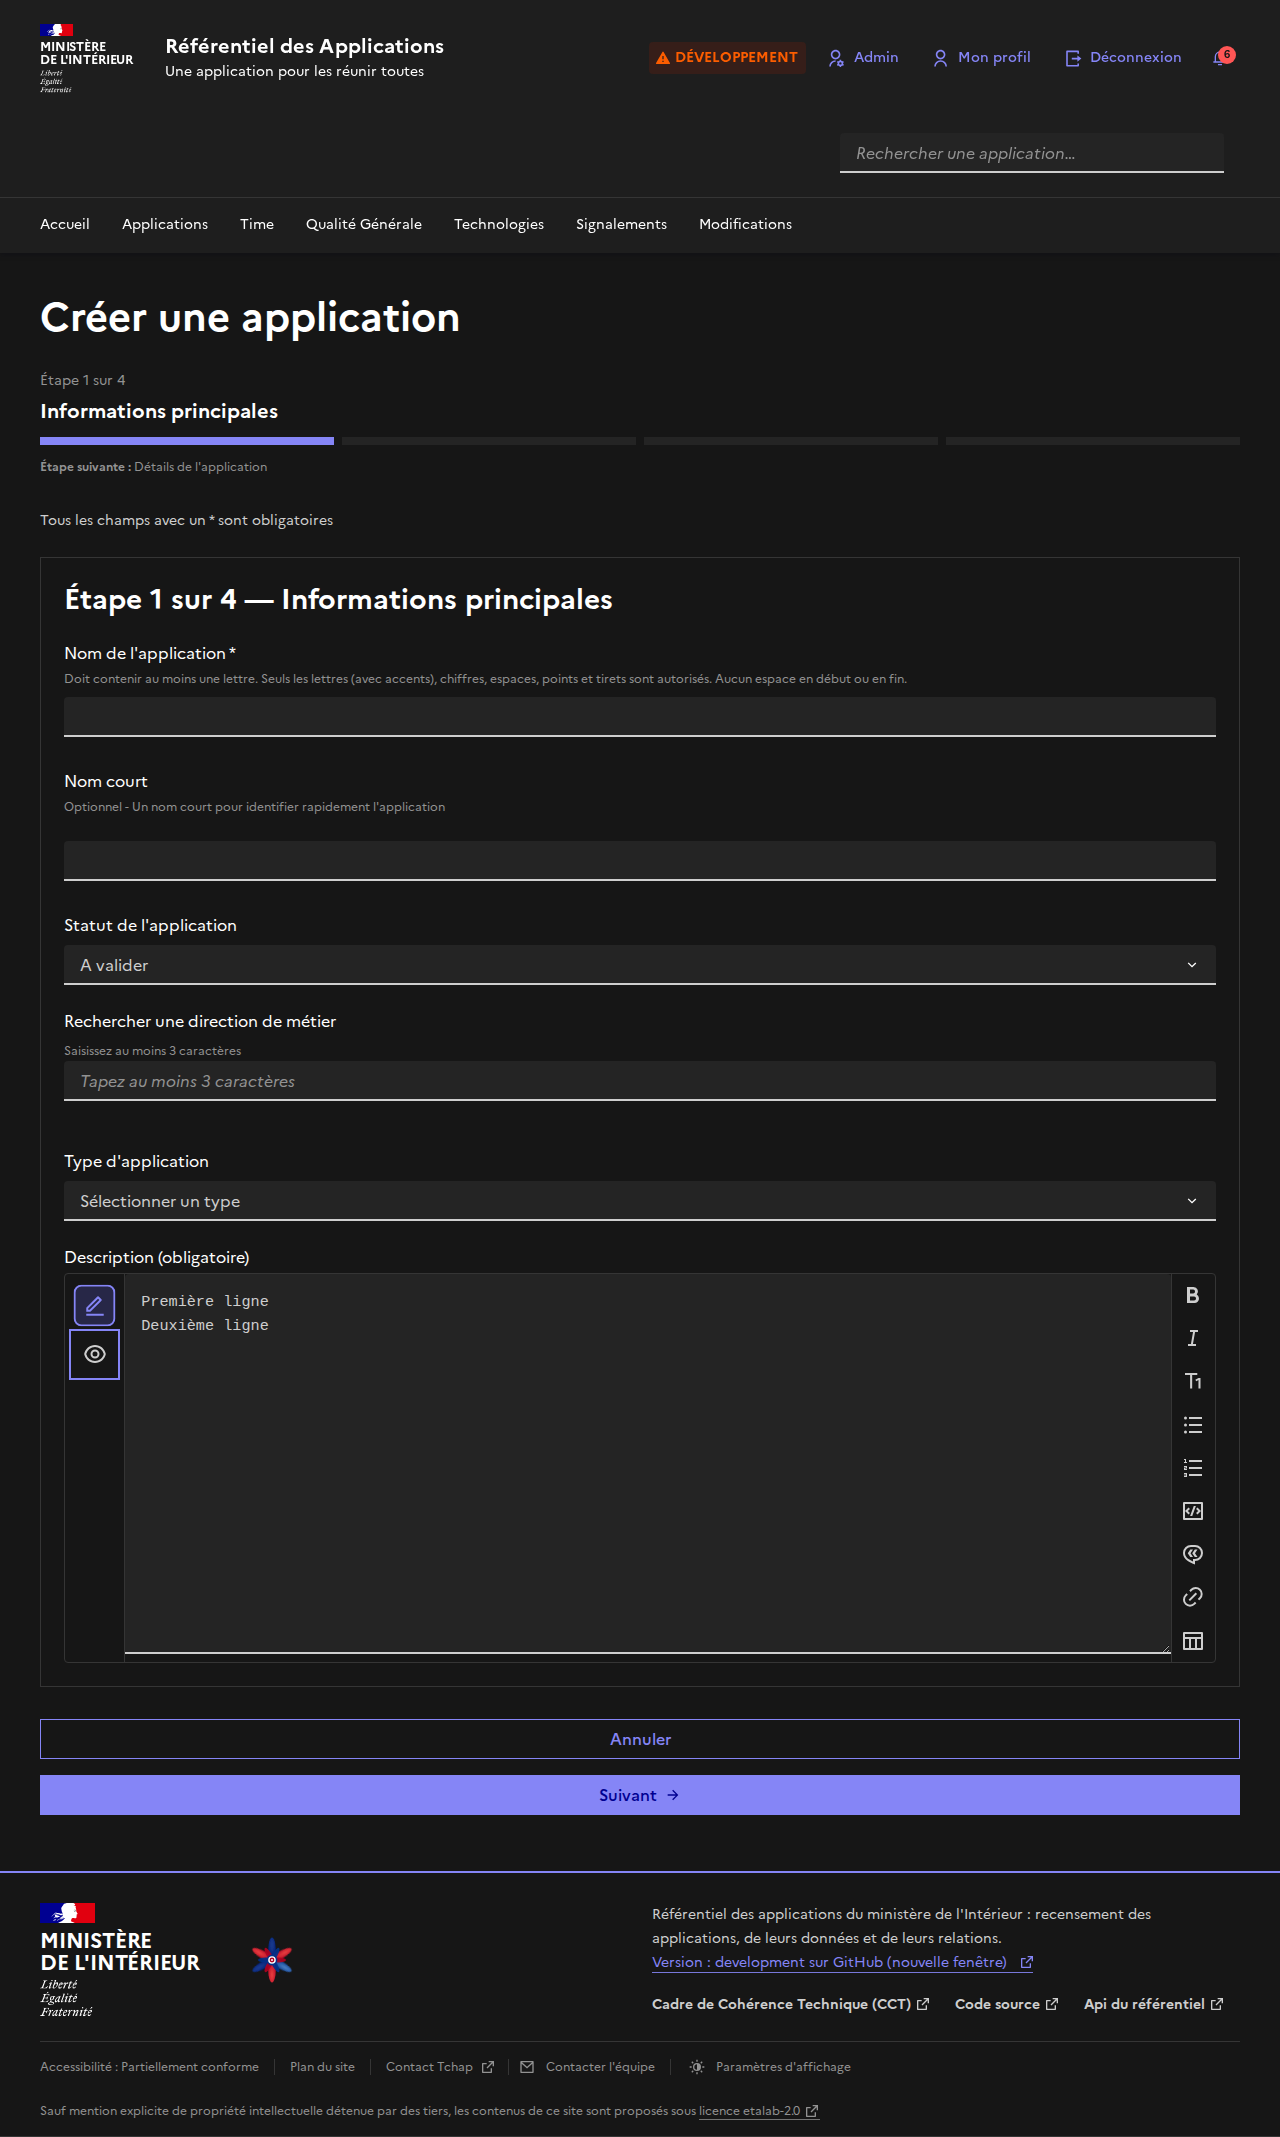 MINISTÈRE
DE L'INTÉRIEUR
Liberté
Égalité
Fraternité
Référentiel des Applications
Une application pour les réunir toutes
DÉVELOPPEMENT
Admin
Mon profil
Déconnexion
6
Rechercher une application...
Accueil
Applications
Time
Qualité Générale
Technologies
Signalements
Modifications
Créer une application
Étape 1 sur 4
Informations principales
Étape suivante : Détails de l'application
Tous les champs avec un * sont obligatoires
Étape 1 sur 4 — Informations principales
Nom de l'application *
Doit contenir au moins une lettre. Seuls les lettres (avec accents), chiffres, espaces, points et tirets sont autorisés. Aucun espace en début ou en fin.
Nom court
Optionnel - Un nom court pour identifier rapidement l'application
Statut de l'application
A valider
Rechercher une direction de métier
Saisissez au moins 3 caractères
Tapez au moins 3 caractères
Type d'application
Sélectionner un type
Description (obligatoire)
Première ligne
Deuxième ligne
Annuler
Suivant
MINISTÈRE
DE L'INTÉRIEUR
Liberté
Égalité
Fraternité
Référentiel des applications du ministère de l'Intérieur : recensement des
applications, de leurs données et de leurs relations.
Version : development sur GitHub (nouvelle fenêtre)
Cadre de Cohérence Technique (CCT)
Code source
Api du référentiel
Accessibilité : Partiellement conforme
Plan du site
Contact Tchap
Contacter l'équipe
Paramètres d'affichage
Sauf mention explicite de propriété intellectuelle détenue par des tiers, les contenus de ce site sont proposés sous licence etalab-2.0